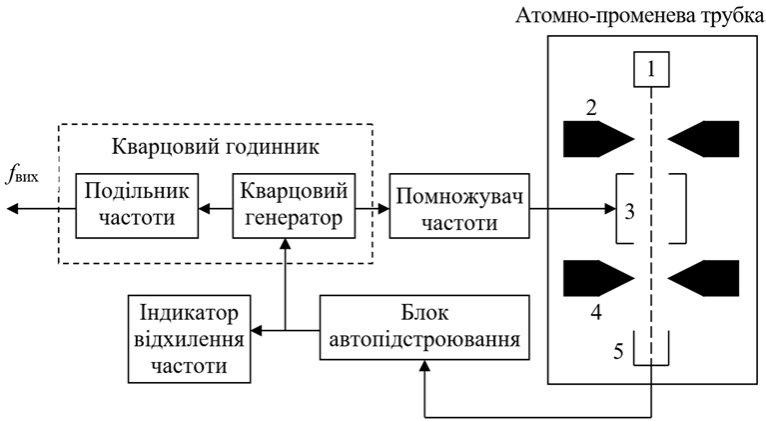 Атомно-променева трубка
1
2
Кварцовий годинник
fвих
Подільник
частоти
Кварцовий
генератор
Помножувач
частоти
3
Індикатор
відхилення
частоти
Блок
автопідстроювання
4
5